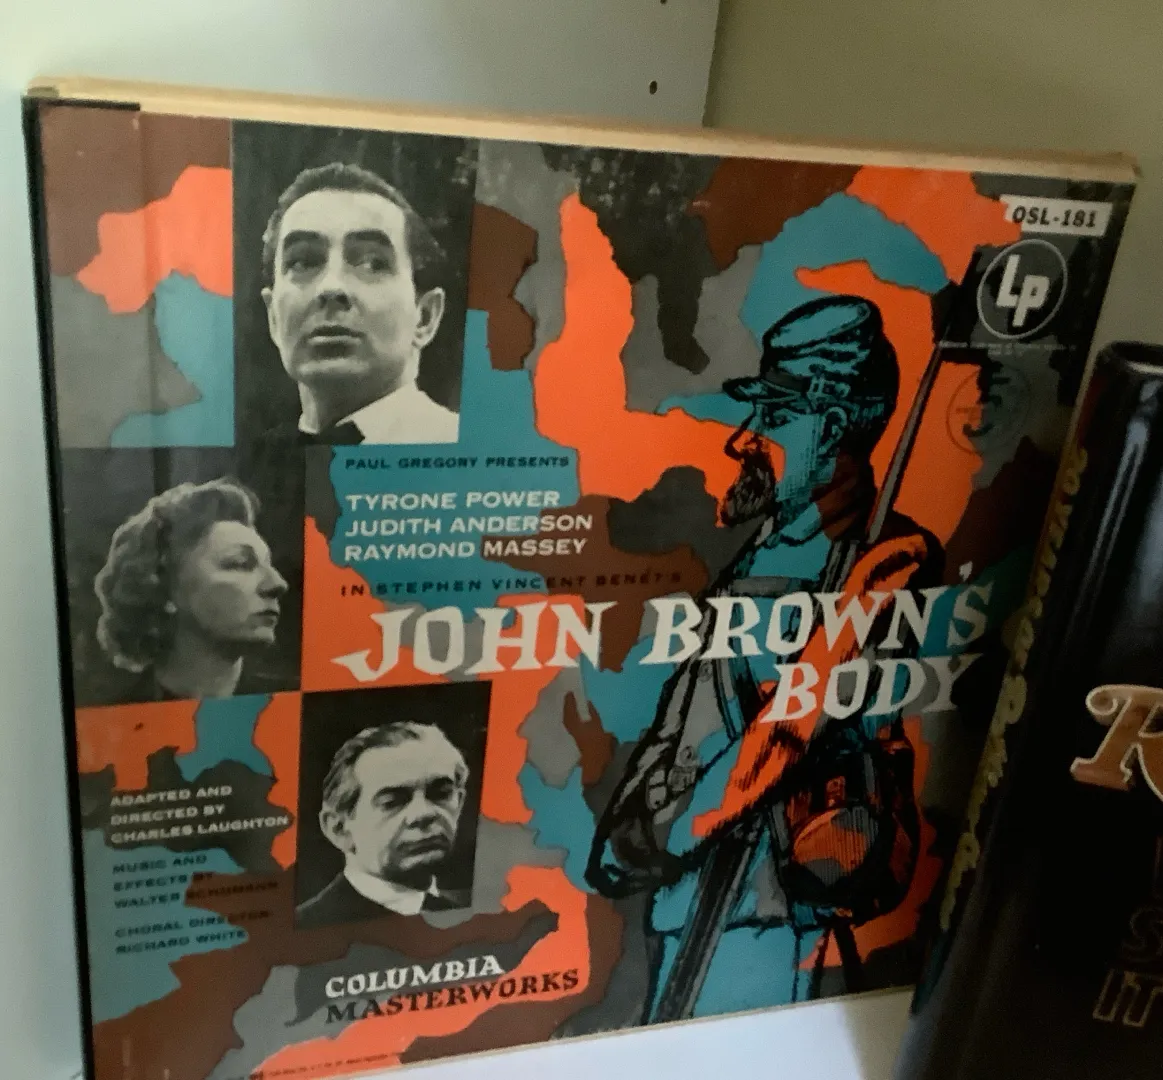 OSL-181
Lp
PAUL GREGORY PRESENTS
TYRONE POWER
JUDITH ANDERSON
RAYMOND MASSEY
IN STEPHEN VINCENT BENÉT'S
JOHN BROWN'S
BODY
ADAPTED AND
DIRECTED BY
CHARLES LAUGHTON
MUSIC AND
EFFECTS BY
WALTER SCHUMANN
CHORAL DIRECTOR:
RICHARD WHITE
COLUMBIA
MASTERWORKS